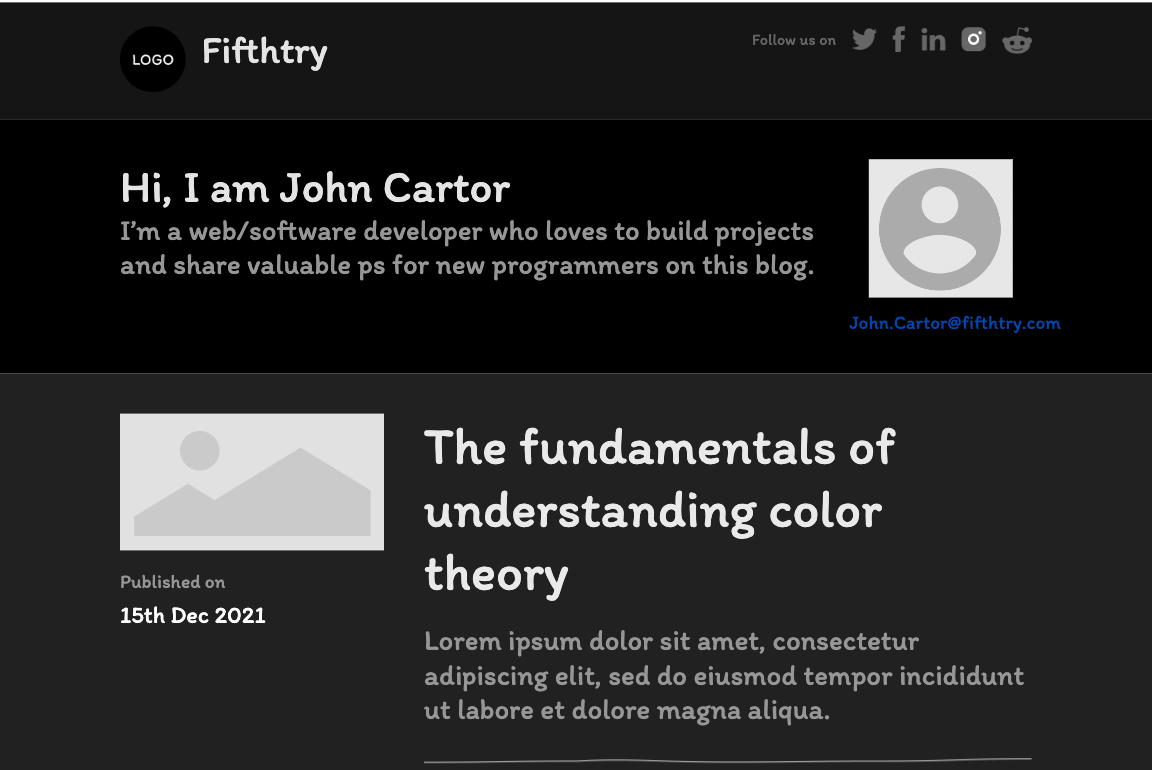 LOGO
Fifthtry
Follow us on
Hi, I am John Cartor
I’m a web/software developer who loves to build projects
and share valuable ps for new programmers on this blog.
John.Cartor@fifthtry.com
Published on
15th Dec 2021
The fundamentals of
understanding color
theory
Lorem ipsum dolor sit amet, consectetur
adipiscing elit, sed do eiusmod tempor incididunt
ut labore et dolore magna aliqua.